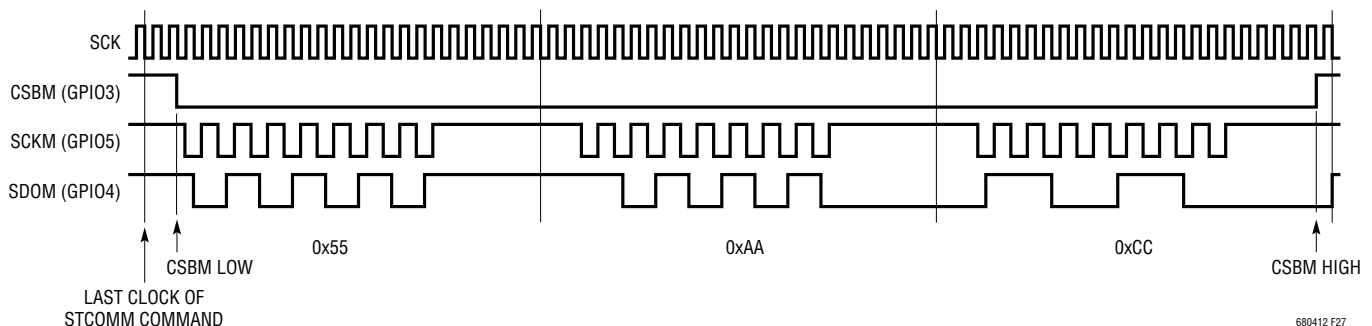 SCK
CSBM (GPIO3)
SCKM (GPIO5)
SDOM (GPIO4)
0x55
0xAA
0xCC
CSBM LOW
CSBM HIGH
LAST CLOCK OF
STCOMM COMMAND
680412 F27